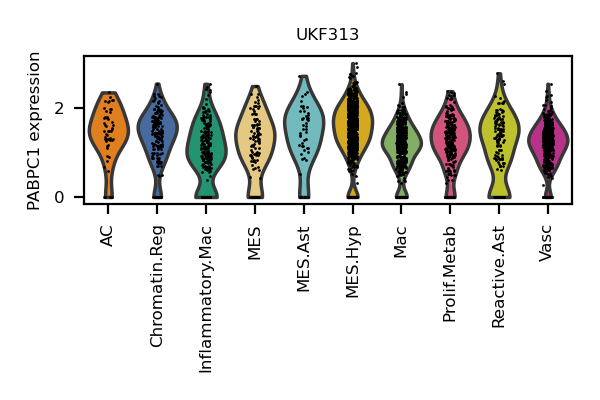 UKF313
PABPC1 expression
2
0
AC
Chromatin.Reg
Inflammatory.Mac
MES
MES.Ast
MES.Hyp
Mac
Prolif.Metab
Reactive.Ast
Vasc